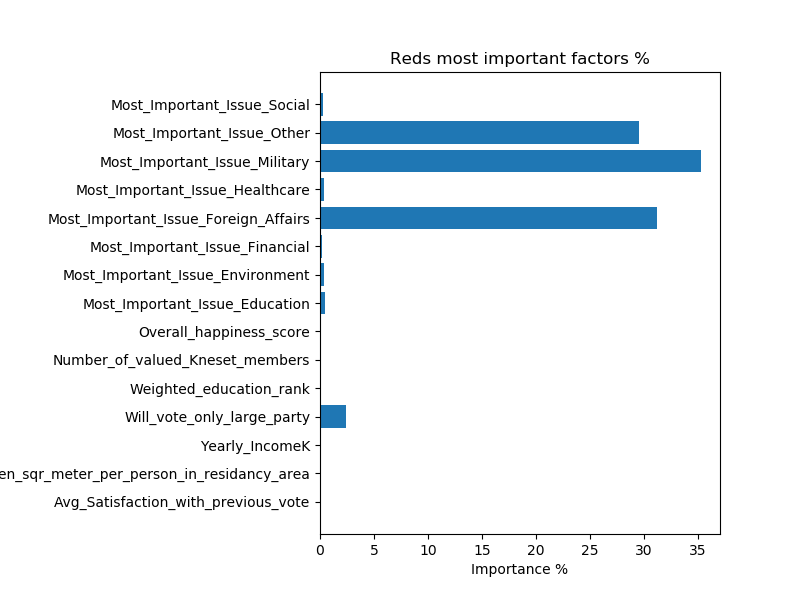 Reds most important factors %
Most_Important_Issue_Social
Most_Important_Issue_Other
Most_Important_Issue_Military
Most_Important_Issue_Healthcare
Most_Important_Issue_Foreign_Affairs
Most_Important_Issue_Financial
Most_Important_Issue_Environment
Most_Important_Issue_Education
Overall_happiness_score
Number_of_valued_Kneset_members
Weighted_education_rank
Will_vote_only_large_party
Yearly_IncomeK
en_sqr_meter_per_person_in_residancy_area
Avg_Satisfaction_with_previous_vote
0 5 10 15 20 25 30 35
Importance %